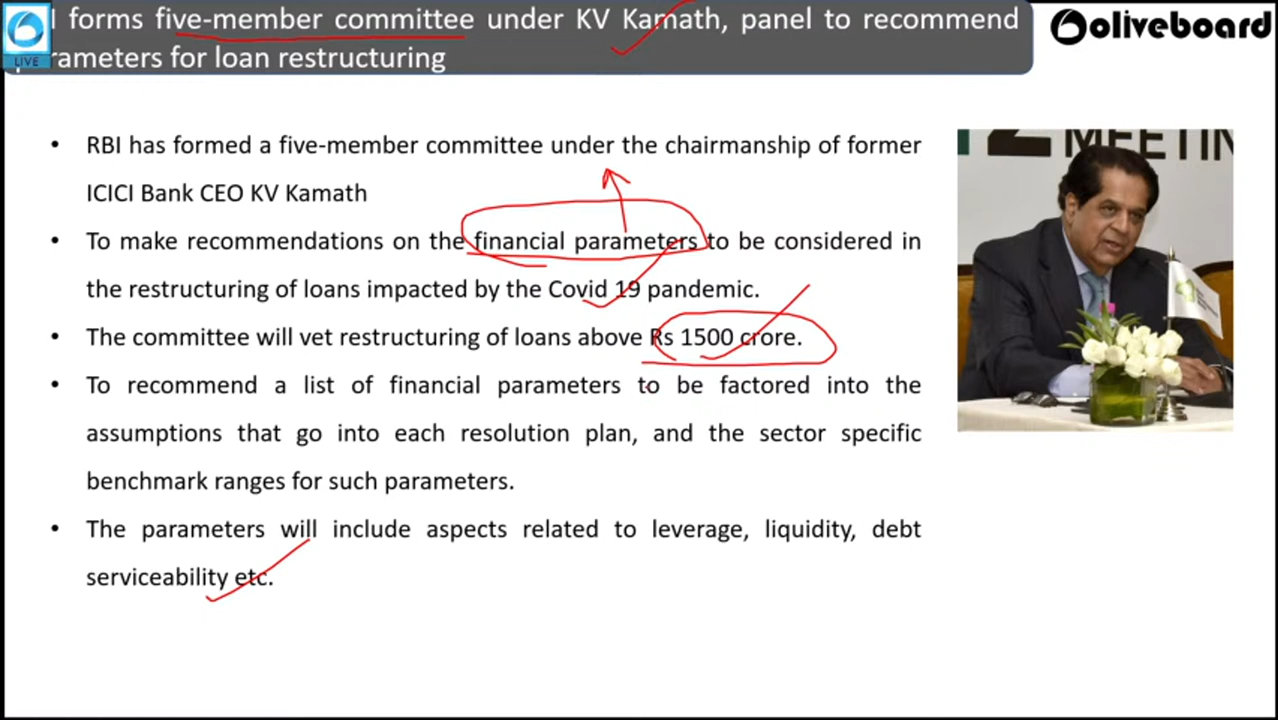 I forms five-member committee under KV Kamath, panel to recommend
parameters for loan restructuring
LIVE
oliveboard
RBI has formed a five-member committee under the chairmanship of former
ICICI Bank CEO KV Kamath
To make recommendations on the financial parameters to be considered in
the restructuring of loans impacted by the Covid 19 pandemic.
The committee will vet restructuring of loans above Rs 1500 crore.
To recommend a list of financial parameters to be factored into the
assumptions that go into each resolution plan, and the sector specific
benchmark ranges for such parameters.
The parameters will include aspects related to leverage, liquidity, debt
serviceability etc.
MEETIN